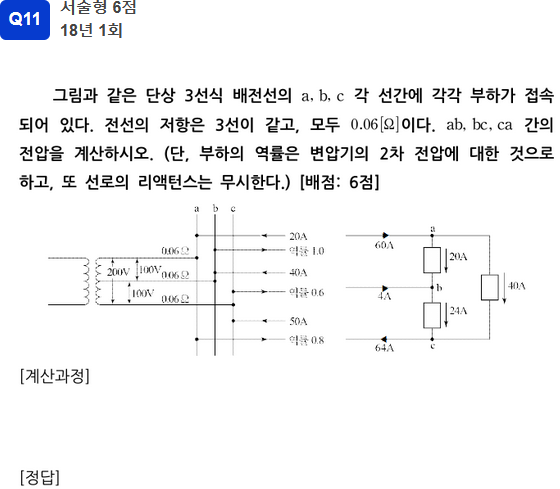 Q11
서술형 6점
18년 1회
그림과 같은 단상 3선식 배전선의 a, b, c 각 선간에 각각 부하가 접속
되어 있다. 전선의 저항은 3선이 같고, 모두 0.06[Ω]이다. ab, bc, ca 간의
전압을 계산하시오. (단, 부하의 역률은 변압기의 2차 전압에 대한 것으로
하고, 또 선로의 리액턴스는 무시한다.) [배점: 6점]
a b c
0.06 Ω
200V
100V
0.06 Ω
100V
0.06 Ω
20A
역률 1.0
40A
역률 0.6
50A
역률 0.8
a
60A
20A
b
4A
40A
24A
64A
c
[계산과정]
[정답]